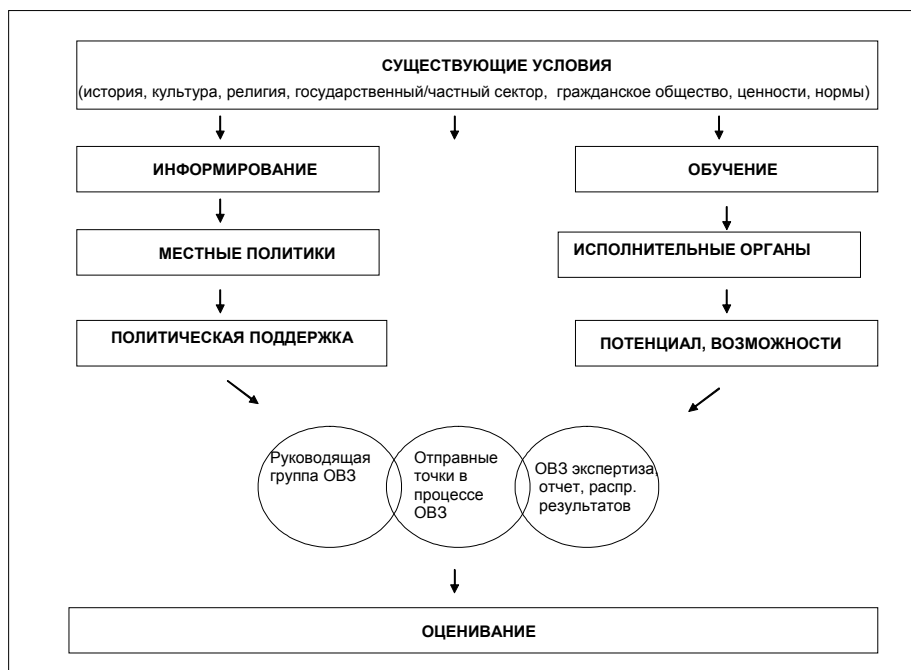 СУЩЕСТВУЮЩИЕ УСЛОВИЯ
(история, культура, религия, государственный/частный сектор, гражданское общество, ценности, нормы)
ИНФОРМИРОВАНИЕ
ОБУЧЕНИЕ
МЕСТНЫЕ ПОЛИТИКИ
ИСПОЛНИТЕЛЬНЫЕ ОРГАНЫ
ПОЛИТИЧЕСКАЯ ПОДДЕРЖКА
ПОТЕНЦИАЛ, ВОЗМОЖНОСТИ
Руководящая
группа ОВЗ
Отправные
точки в
процессе
ОВЗ
ОВЗ экспертиза,
отчет, распр.
результатов
ОЦЕНИВАНИЕ